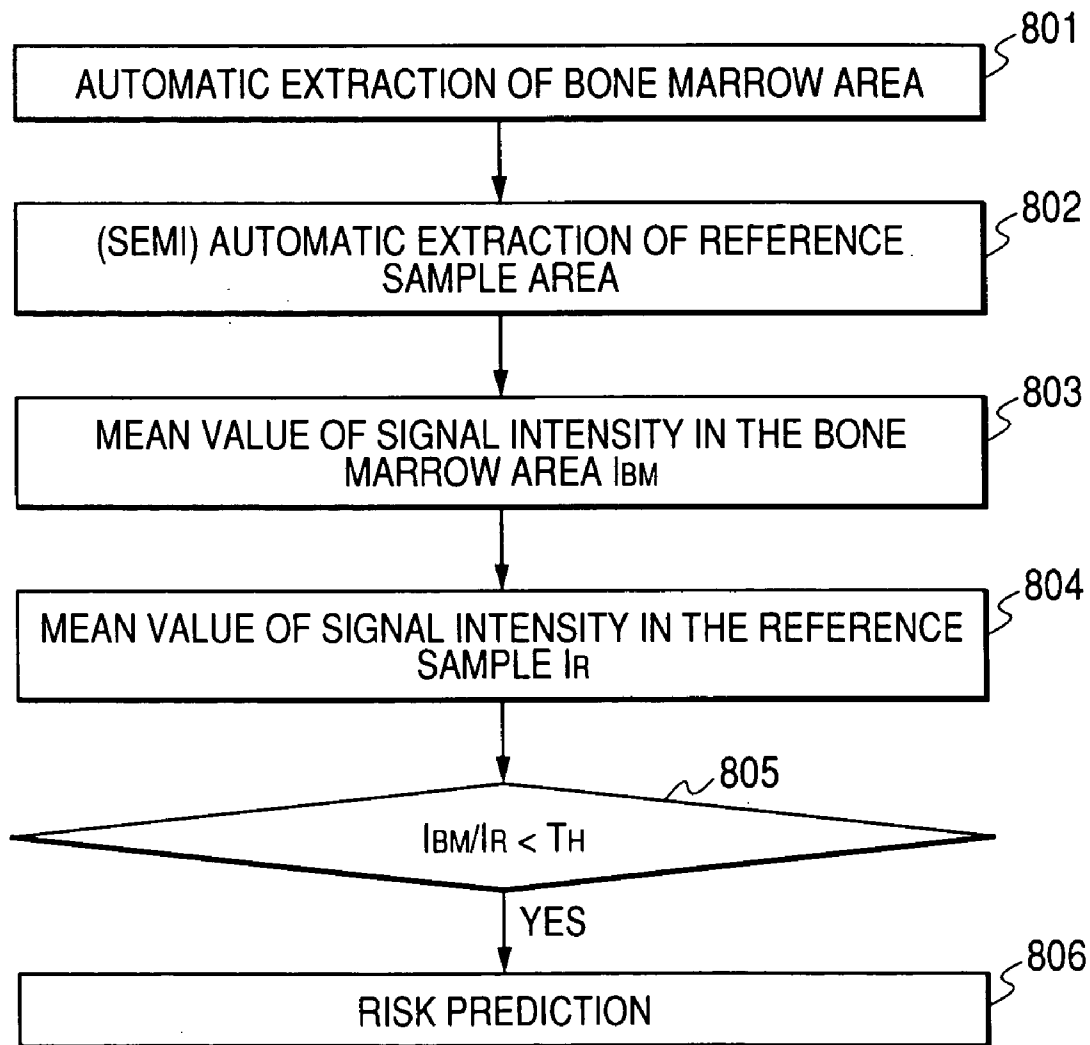 801
AUTOMATIC EXTRACTION OF BONE MARROW AREA
802
(SEMI) AUTOMATIC EXTRACTION OF REFERENCE
SAMPLE AREA
803
MEAN VALUE OF SIGNAL INTENSITY IN THE BONE
MARROW AREA IBM
804
MEAN VALUE OF SIGNAL INTENSITY IN THE REFERENCE
SAMPLE IR
805
IBM/IR < TH
YES
806
RISK PREDICTION